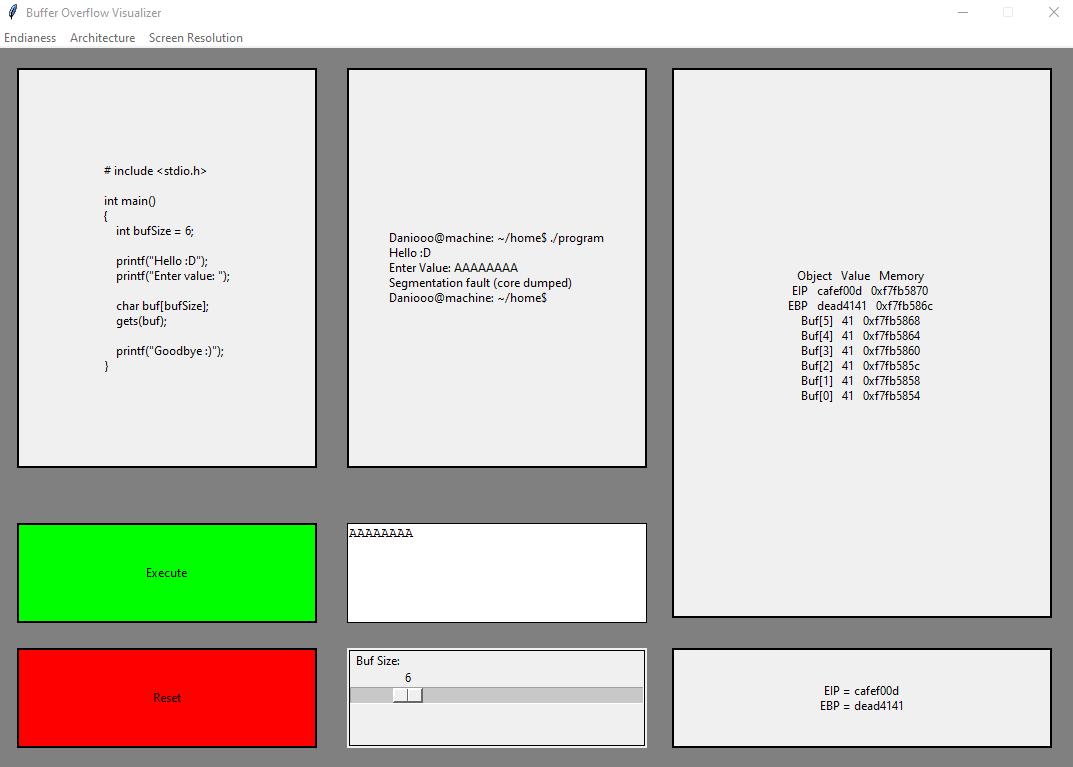 Buffer Overflow Visualizer
Endianess Architecture Screen Resolution
# include <stdio.h>
int main()
{
int bufSize = 6;
printf("Hello :D");
printf("Enter value: ");
char buf[bufSize];
gets(buf);
printf("Goodbye :)");
}
Daniooo@machine: ~/home$ ./program
Hello :D
Enter Value: AAAAAAAA
Segmentation fault (core dumped)
Daniooo@machine: ~/home$
Object Value Memory
EIP cafef00d 0xf7fb5870
EBP dead4141 0xf7fb586c
Buf[5] 41 0xf7fb5868
Buf[4] 41 0xf7fb5864
Buf[3] 41 0xf7fb5860
Buf[2] 41 0xf7fb585c
Buf[1] 41 0xf7fb5858
Buf[0] 41 0xf7fb5854
Execute
AAAAAAAA
Reset
Buf Size:
6
EIP = cafef00d
EBP = dead4141